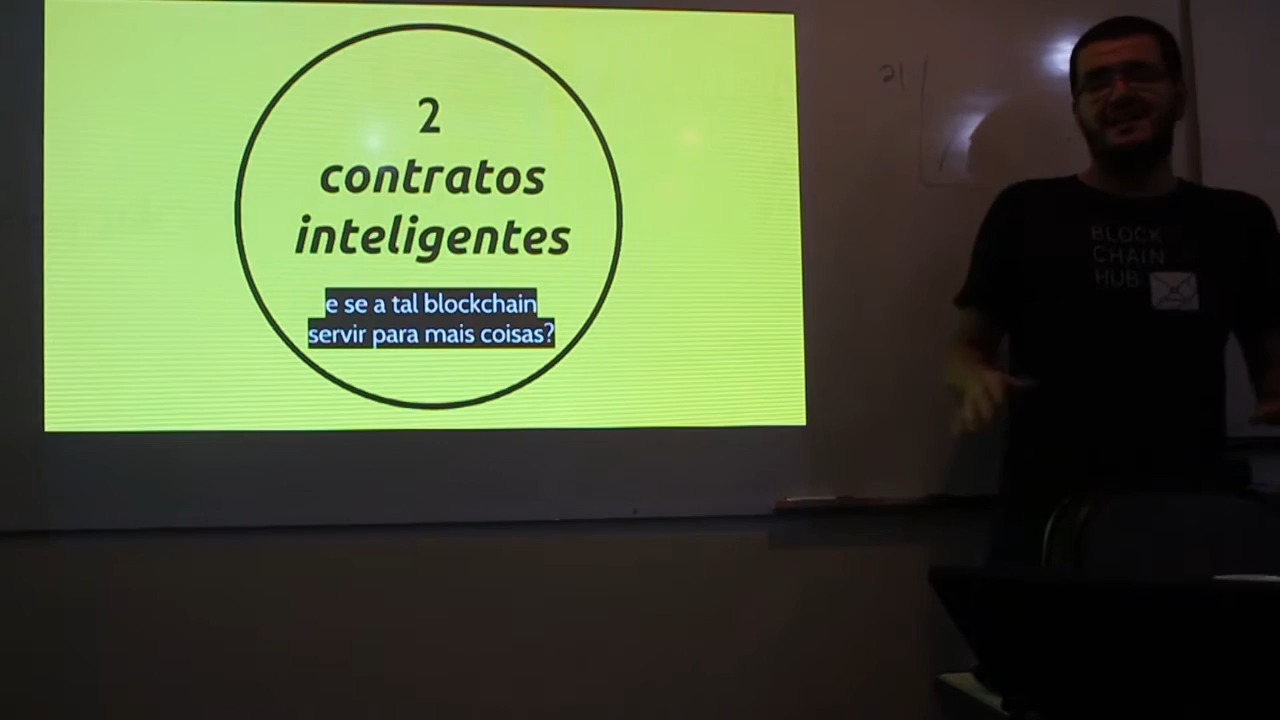 2
contratos
inteligentes
e se a tal blockchain
servir para mais coisas?
BLOCK
CHAIN
HUB